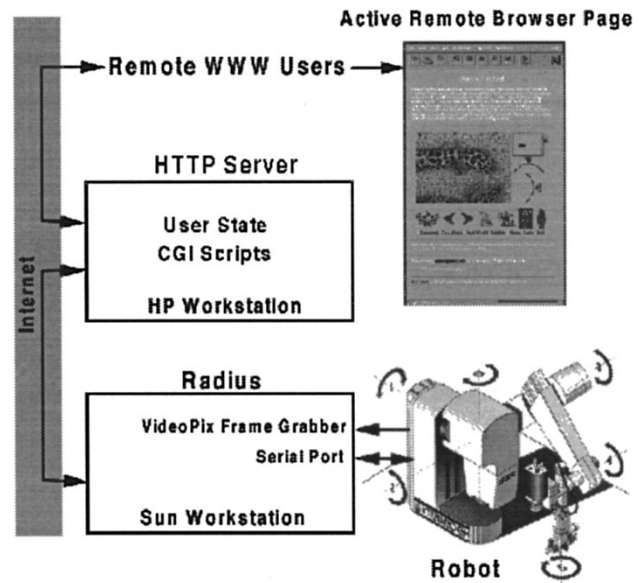 Active Remote Browser Page
Remote WWW Users
HTTP Server
User State
CGI Scripts
HP Workstation
Internet
Radius
VideoPix Frame Grabber
Serial Port
Sun Workstation
Robot